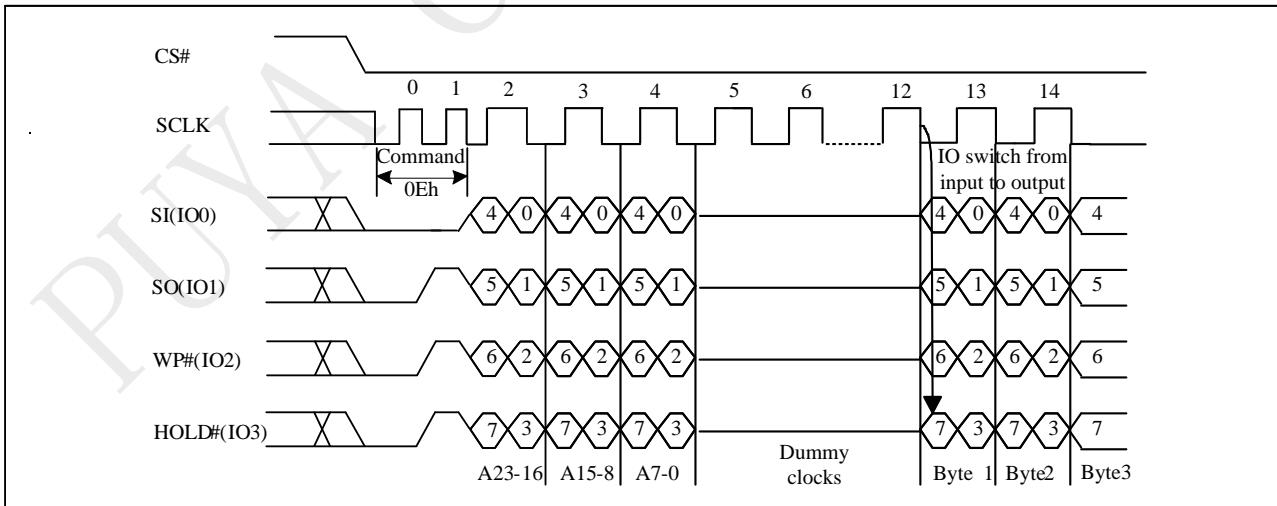 PUYA
CS#
0 1 2 3 4 5 6 12 13 14
SCLK
Command
0Eh
IO switch from
input to output
SI(IO0)
4 0 4 0 4 0 4 0 4 0 4
SO(IO1)
5 1 5 1 5 1 5 1 5 1 5
WP#(IO2)
6 2 6 2 6 2 6 2 6 2 6
HOLD#(IO3)
7 3 7 3 7 3 7 3 7 3 7
A23-16 A15-8 A7-0 Dummy
clocks Byte 1 Byte2 Byte3